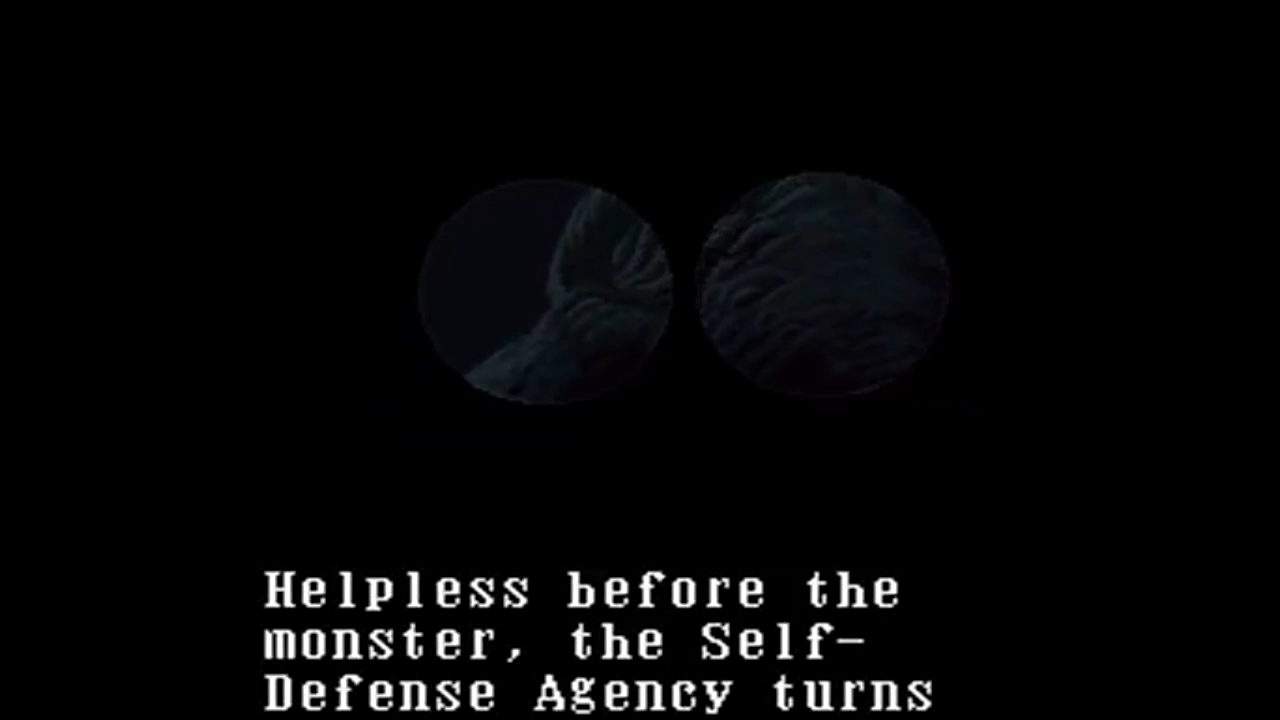 Helpless before the
monster, the Self-
Defense Agency turns